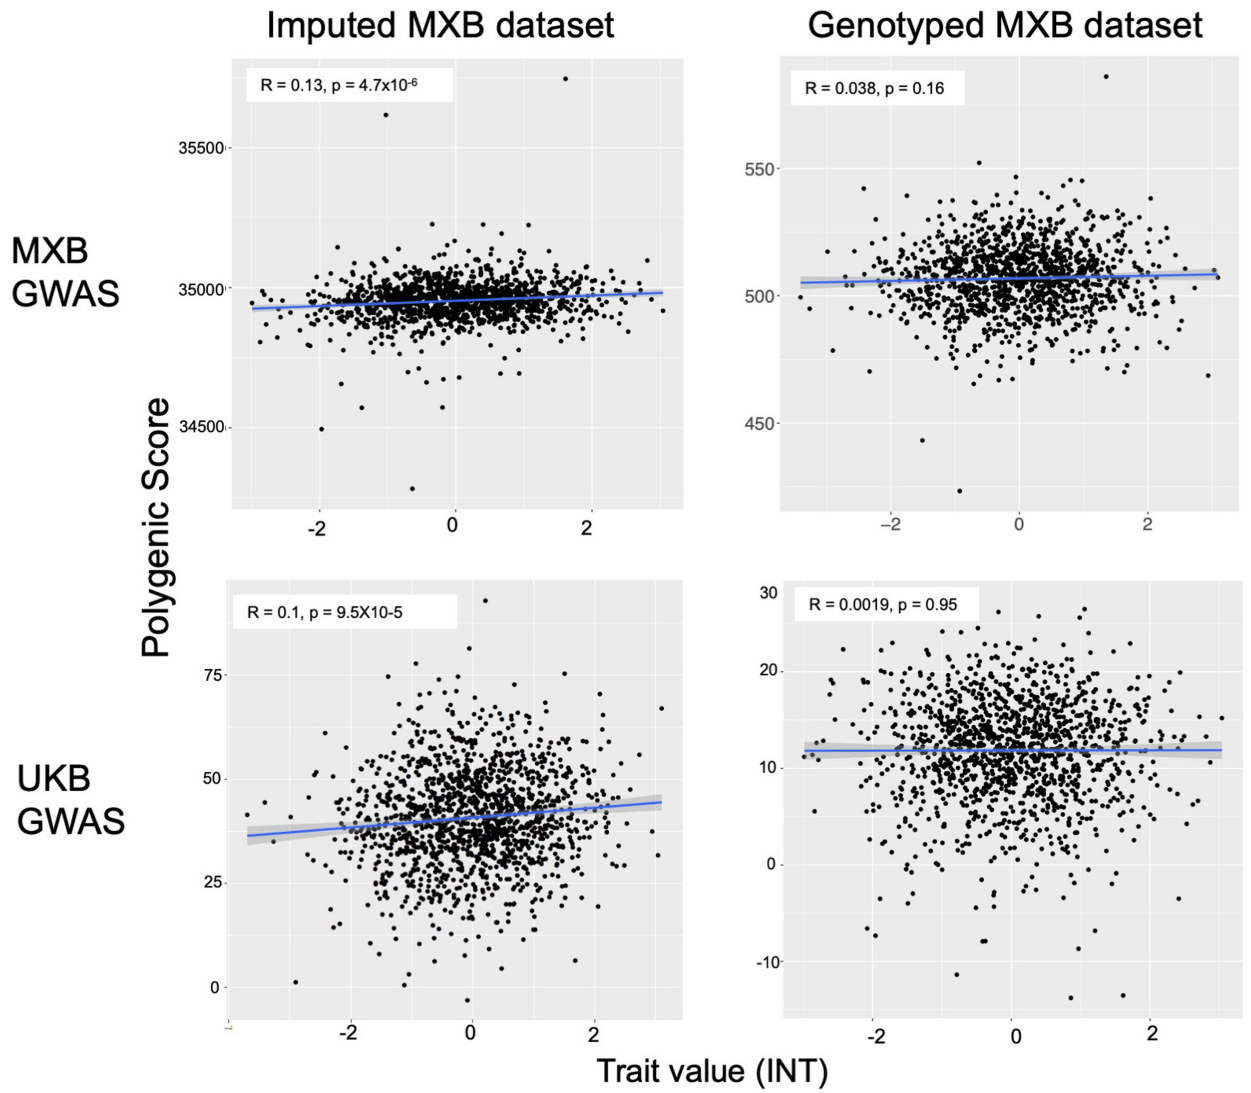 Imputed MXB dataset
Genotyped MXB dataset
R = 0.13, p = 4.7x10-6
R = 0.038, p = 0.16
MXB
GWAS
35500
35000
34500
550
500
450
-2
0
2
−2
0
2
Polygenic Score
R = 0.1, p = 9.5X10-5
R = 0.0019, p = 0.95
UKB
GWAS
75
50
25
0
30
20
10
0
-10
-2
0
2
-2
0
2
Trait value (INT)